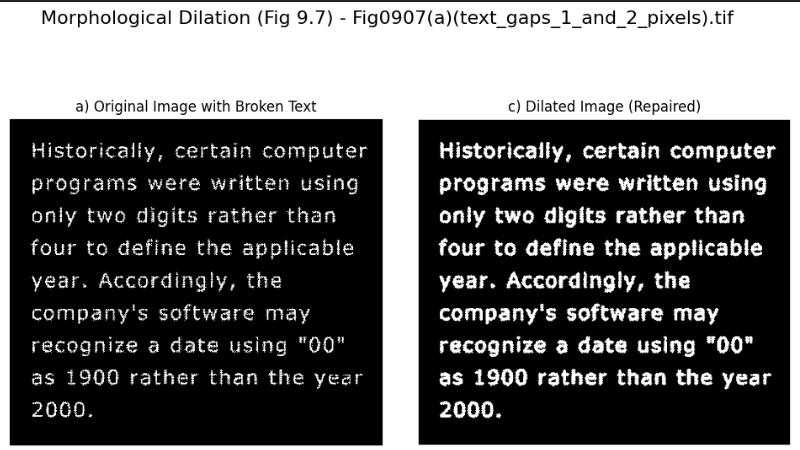 Morphological Dilation (Fig 9.7) - Fig0907(a)(text_gaps_1_and_2_pixels).tif
a) Original Image with Broken Text
Historically, certain computer
programs were written using
only two digits rather than
four to define the applicable
year. Accordingly, the
company's software may
recognize a date using "00"
as 1900 rather than the year
2000.
c) Dilated Image (Repaired)
Historically, certain computer
programs were written using
only two digits rather than
four to define the applicable
year. Accordingly, the
company's software may
recognize a date using "00"
as 1900 rather than the year
2000.